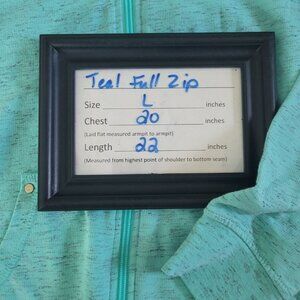 Teal Full Zip
Size L inches
Chest 20 inches
(Laid flat measured armpit to armpit)
Length 22 inches
(Measured from highest point of shoulder to bottom seam)